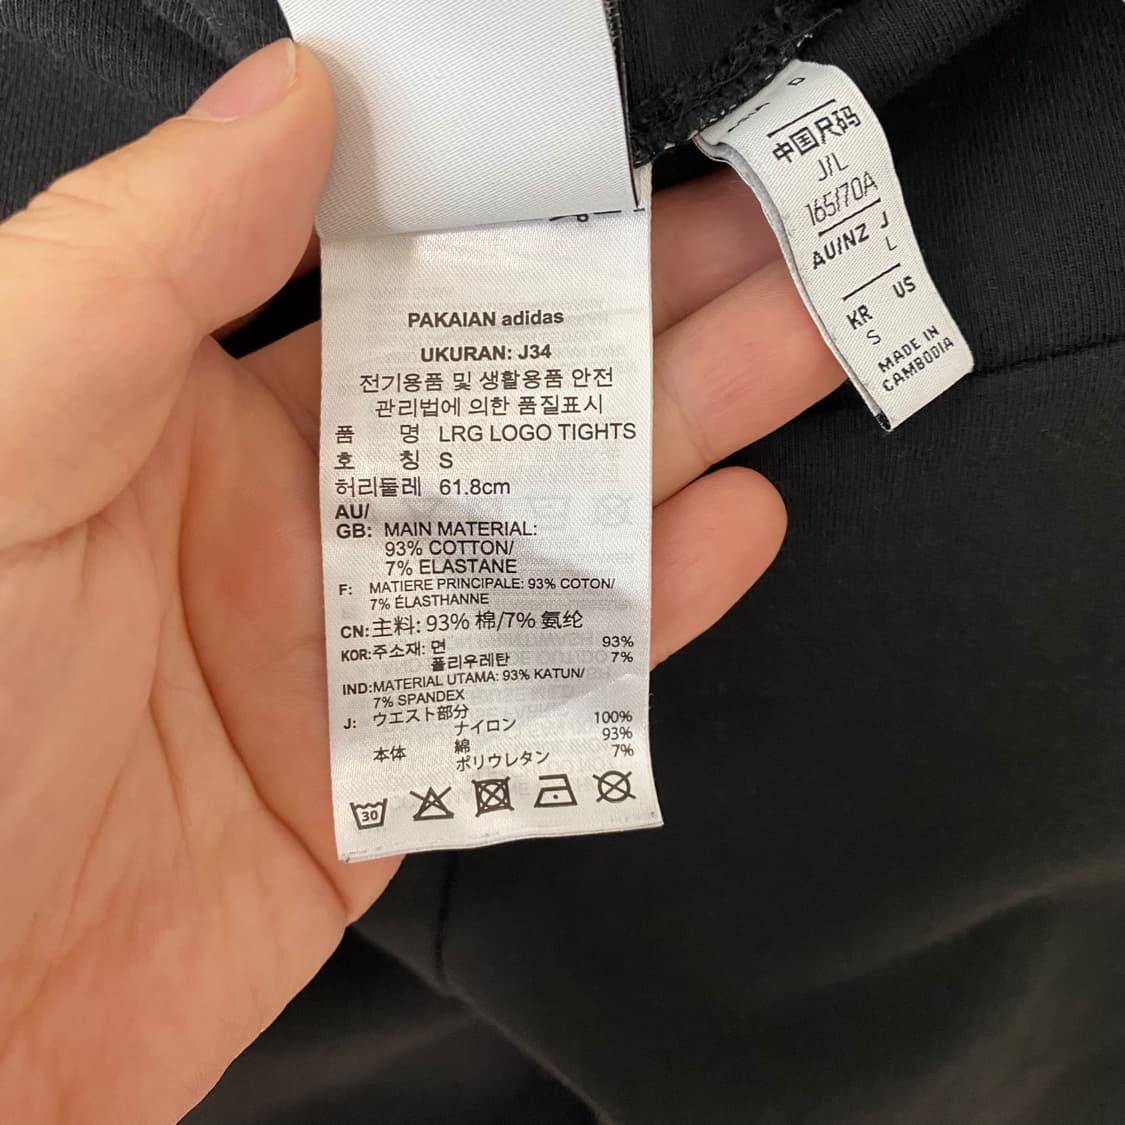 PAKAIAN adidas
UKURAN: J34
전기용품 및 생활용품 안전
관리법에 의한 품질표시
품 명 LRG LOGO TIGHTS
호 칭 S
허리둘레 61.8cm
AU/
GB: MAIN MATERIAL:
93% COTTON/
7% ELASTANE
F: MATIERE PRINCIPALE: 93% COTON/
7% ÉLASTHANNE
CN: 主料: 93% 棉/7% 氨纶
KOR: 주소재: 면 93%
폴리우레탄 7%
IND: MATERIAL UTAMA: 93% KATUN/
7% SPANDEX
J: ウエスト部分
ナイロン 100%
本体 綿 93%
ポリウレタン 7%
30
中国尺码
J/L
165/70A
AU/NZ J
L
KR US
S
MADE IN
CAMBODIA